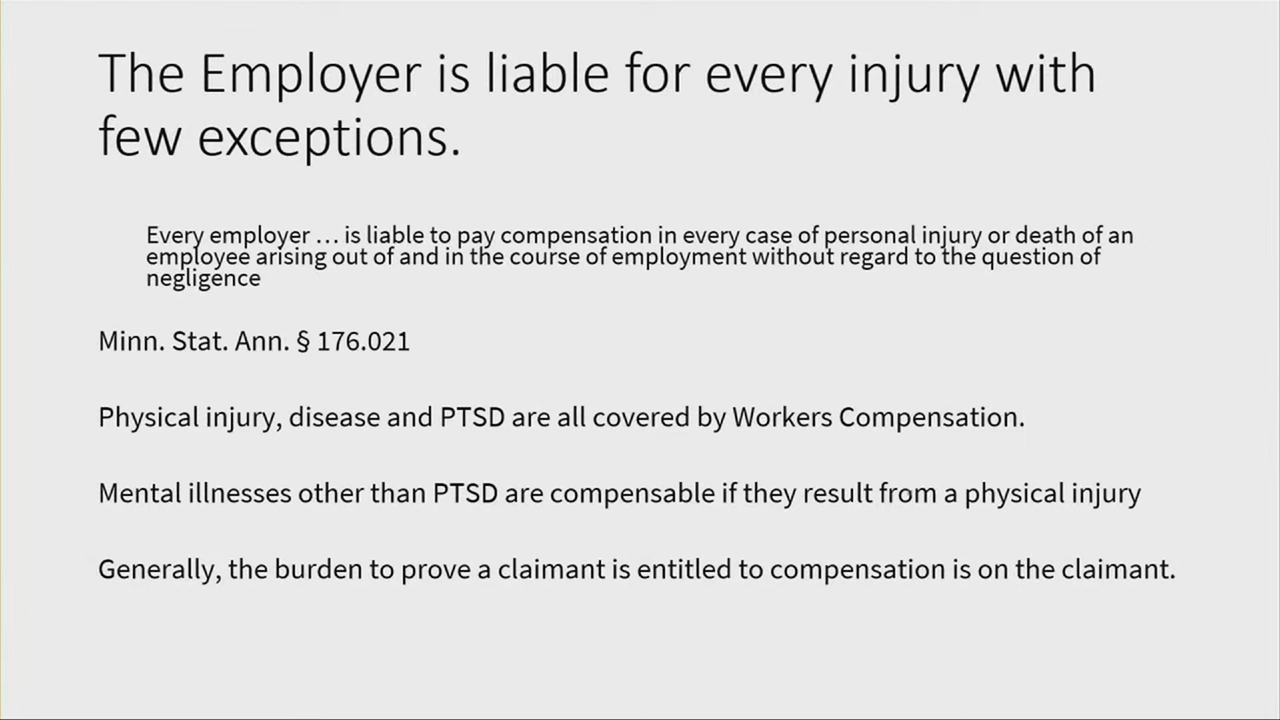 The Employer is liable for every injury with
few exceptions.
Every employer … is liable to pay compensation in every case of personal injury or death of an
employee arising out of and in the course of employment without regard to the question of
negligence
Minn. Stat. Ann. § 176.021
Physical injury, disease and PTSD are all covered by Workers Compensation.
Mental illnesses other than PTSD are compensable if they result from a physical injury
Generally, the burden to prove a claimant is entitled to compensation is on the claimant.